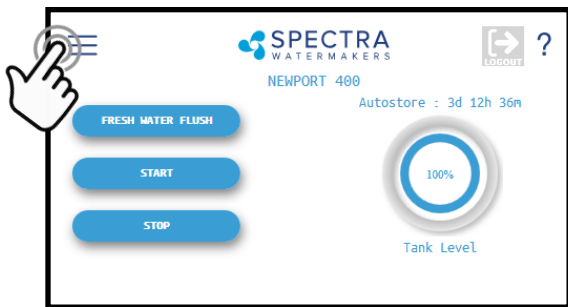 SPECTRA
WATERMAKERS
LOGOUT
?
NEWPORT 400
Autostore : 3d 12h 36m
FRESH WATER FLUSH
START
STOP
100%
Tank Level